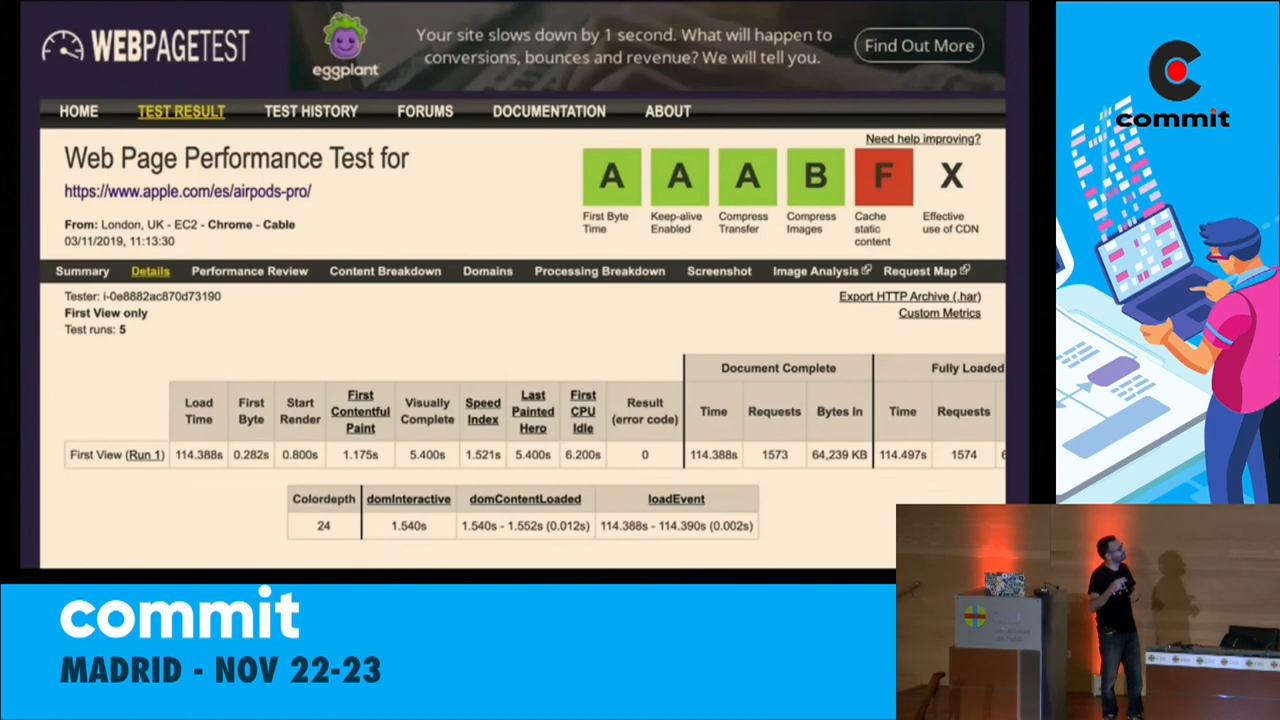 WEBPAGETEST
eggplant
Your site slows down by 1 second. What will happen to
conversions, bounces and revenue? We will tell you.
Find Out More
HOME TEST RESULT TEST HISTORY FORUMS DOCUMENTATION ABOUT
Need help improving?
Web Page Performance Test for
https://www.apple.com/es/airpods-pro/
From: London, UK - EC2 - Chrome - Cable
03/11/2019, 11:13:30
A A A B F X
First Byte Time
Keep-alive Enabled
Compress Transfer
Compress Images
Cache static content
Effective use of CDN
Summary Details Performance Review Content Breakdown Domains Processing Breakdown Screenshot Image Analysis Request Map
Tester: i-0e8882ac870d73190
First View only
Test runs: 5
Export HTTP Archive (.har)
Custom Metrics
Document Complete Fully Loaded
Load Time First Byte Start Render First Contentful Paint Visually Complete Speed Index Last Painted Hero First CPU Idle Result (error code) Time Requests Bytes In Time Requests
First View (Run 1) 114.388s 0.282s 0.800s 1.175s 5.400s 1.521s 5.400s 6.200s 0 114.388s 1573 64,239 KB 114.497s 1574 6
Colordepth domInteractive domContentLoaded loadEvent
24 1.540s 1.540s - 1.552s (0.012s) 114.388s - 114.390s (0.002s)
commit
commit
MADRID - NOV 22-23